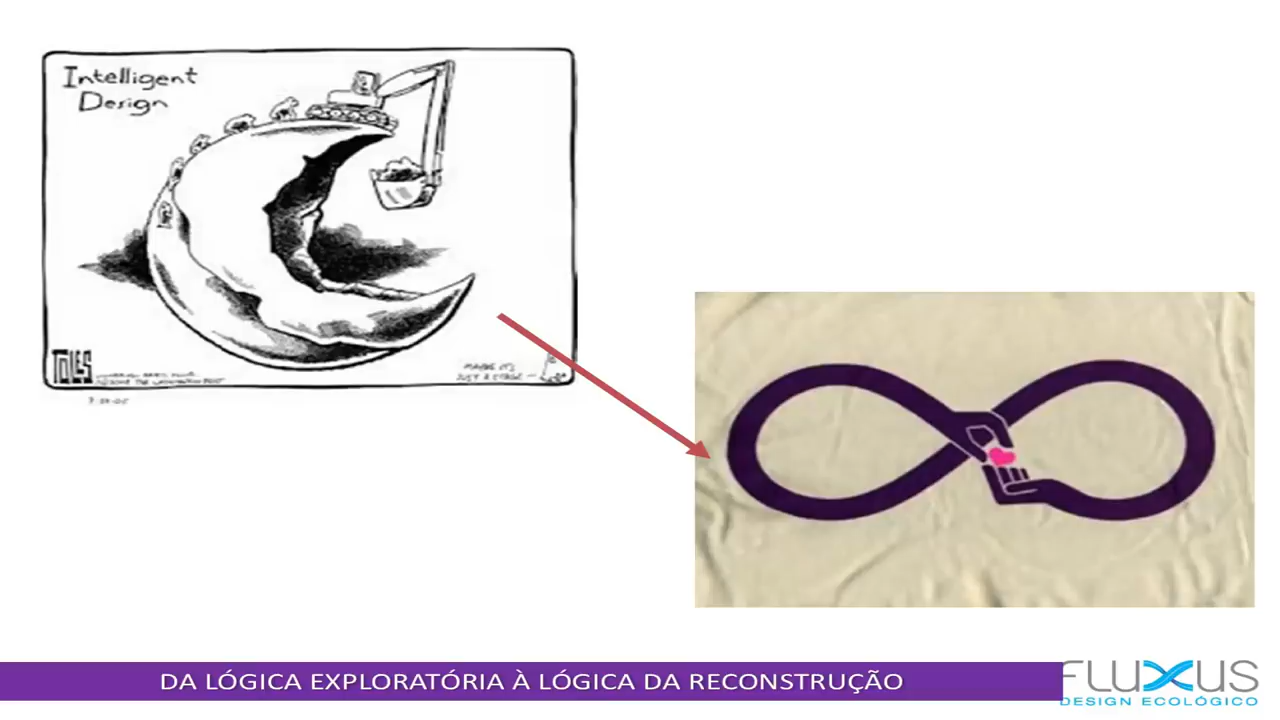 Intelligent
Design
TOLES
MAYBE IT'S
JUST A STAGE
DA LÓGICA EXPLORATÓRIA À LÓGICA DA RECONSTRUÇÃO
FLUXUS
DESIGN ECOLÓGICO